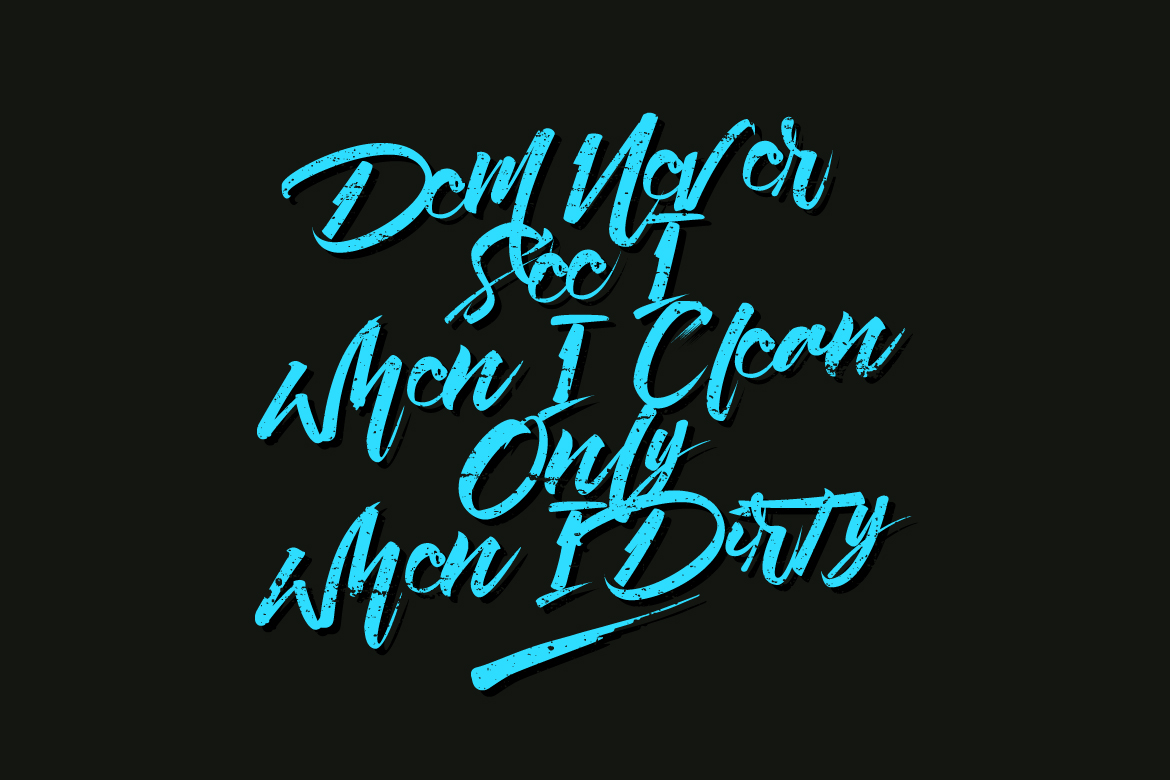 Dem Never
See I
When I Clean
Only
When I Dirty